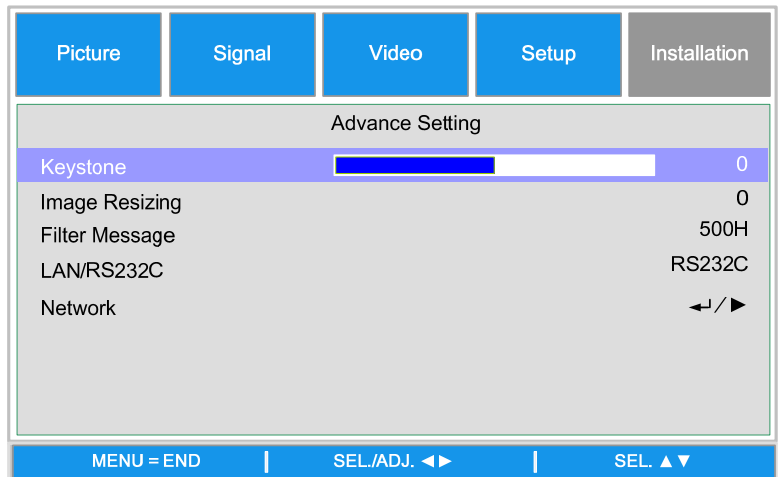 Picture Signal Video Setup Installation
Advance Setting
Keystone 0
Image Resizing 0
Filter Message 500H
LAN/RS232C RS232C
Network ↵/►
MENU = END | SEL./ADJ. ◄► | SEL. ▲▼